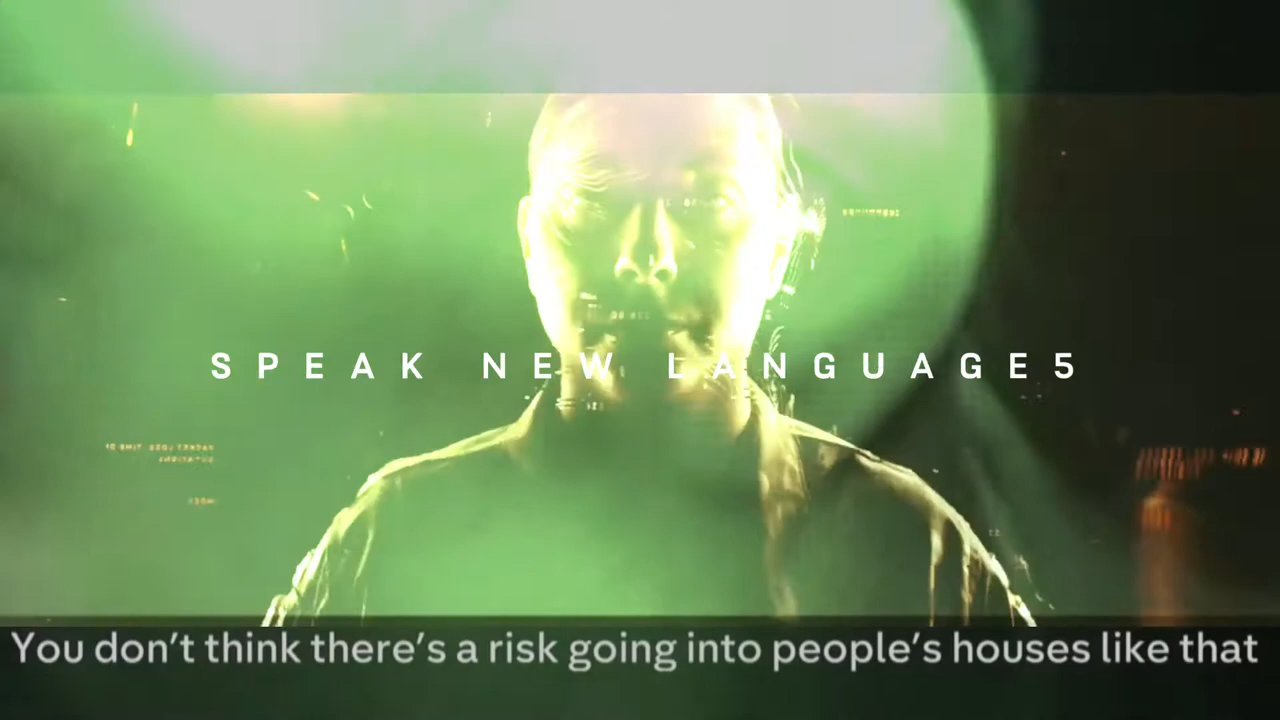 SPEAK NEW LANGUAGE5
You don't think there's a risk going into people's houses like that